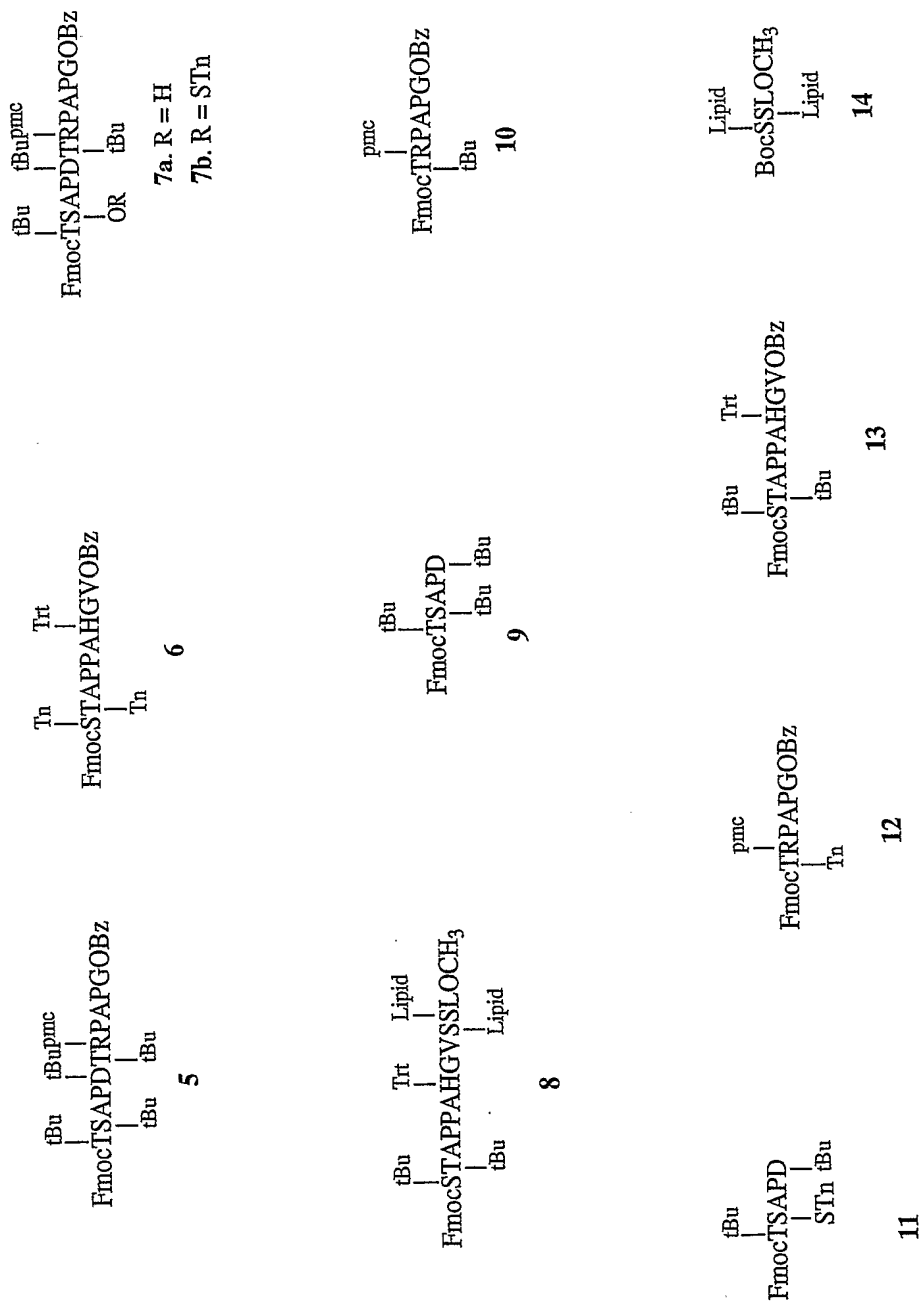 tBu tBupmc
FmocTSAPDTRPAPGOBz
tBu tBu
5
Tn Trt
FmocSTAPPAHGVOBz
Tn
6
tBu tBupmc
FmocTSAPDTRPAPGOBz
OR tBu
7a. R = H
7b. R = STn
tBu Trt Lipid
FmocSTAPPAHGVSSLOCH3
tBu Lipid
8
tBu
FmocTSAPD
tBu tBu
9
pmc
FmocTRPAPGOBz
tBu
10
tBu
FmocTSAPD
STn tBu
11
pmc
FmocTRPAPGOBz
Tn
12
tBu Trt
FmocSTAPPAHGVOBz
tBu
13
Lipid
BocSSLOCH3
Lipid
14